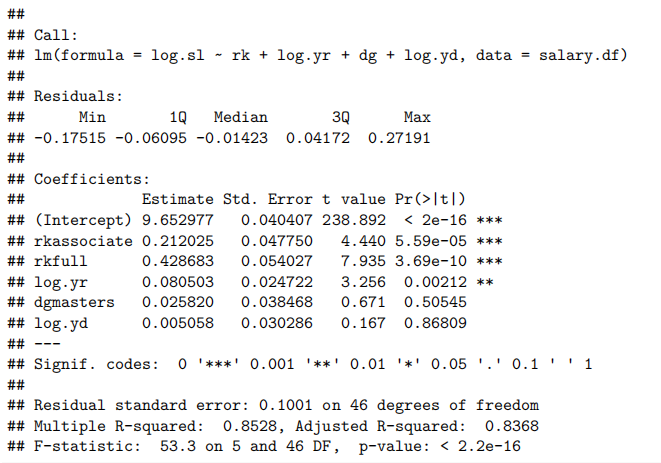 ##
## Call:
## lm(formula = log.sl ~ rk + log.yr + dg + log.yd, data = salary.df)
##
## Residuals:
##      Min       1Q   Median       3Q      Max
## -0.17515 -0.06095 -0.01423  0.04172  0.27191
##
## Coefficients:
##             Estimate Std. Error t value Pr(>|t|)
## (Intercept) 9.652977   0.040407 238.892  < 2e-16 ***
## rkassociate 0.212025   0.047750   4.440 5.59e-05 ***
## rkfull      0.428683   0.054027   7.935 3.69e-10 ***
## log.yr      0.080503   0.024722   3.256  0.00212 **
## dgmasters   0.025820   0.038468   0.671  0.50545
## log.yd      0.005058   0.030286   0.167  0.86809
## ---
## Signif. codes:  0 '***' 0.001 '**' 0.01 '*' 0.05 '.' 0.1 ' ' 1
##
## Residual standard error: 0.1001 on 46 degrees of freedom
## Multiple R-squared:  0.8528, Adjusted R-squared:  0.8368
## F-statistic:  53.3 on 5 and 46 DF,  p-value: < 2.2e-16